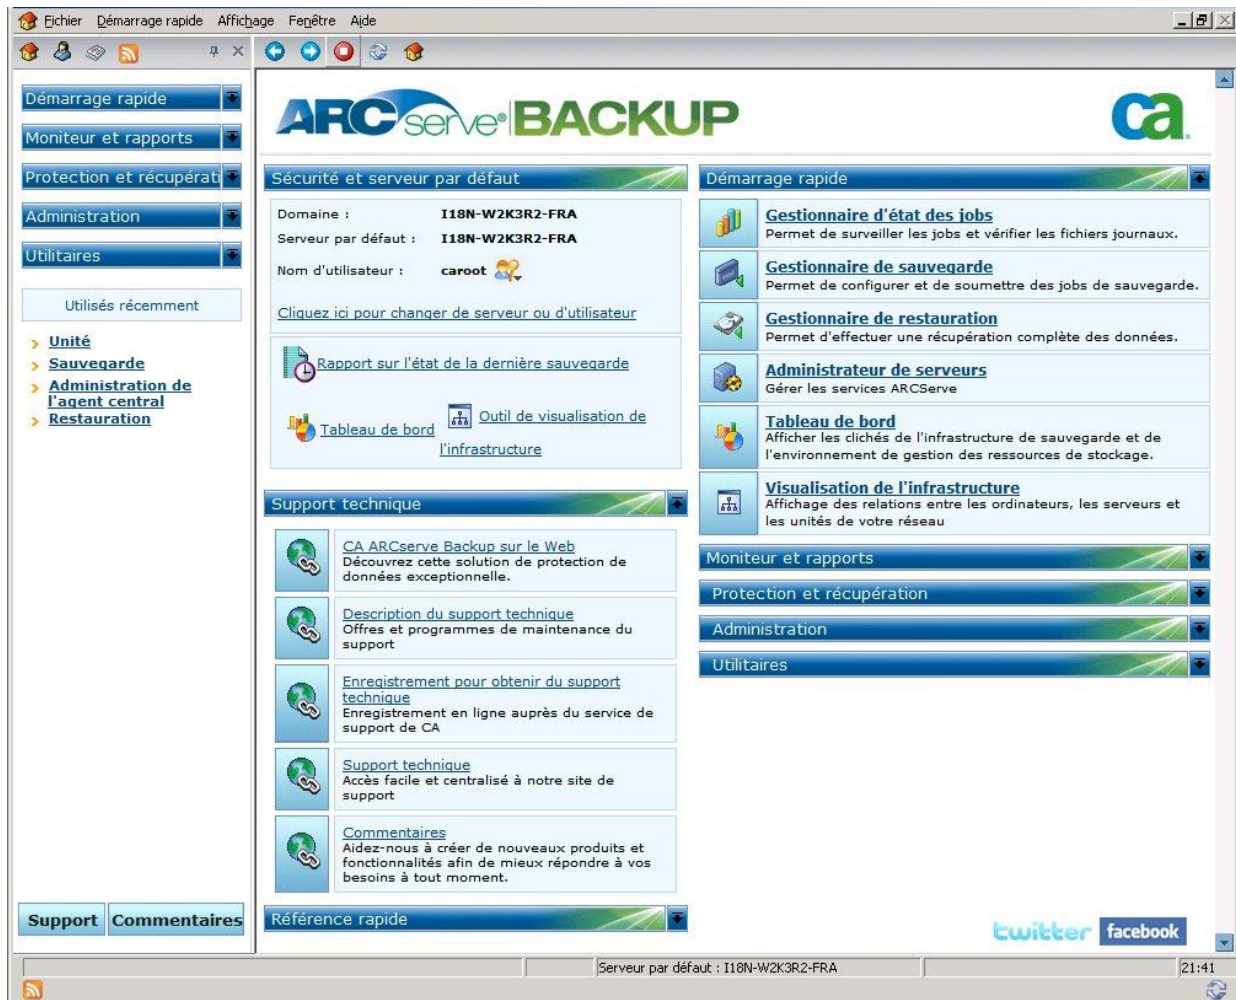 Fichier Démarrage rapide Affichage Fenêtre Aide
Démarrage rapide
Moniteur et rapports
Protection et récupérati
Administration
Utilitaires
Utilisés récemment
Unité
Sauvegarde
Administration de
l'agent central
Restauration
Support Commentaires
ARCserve® BACKUP
ca
Sécurité et serveur par défaut
Domaine : I18N-W2K3R2-FRA
Serveur par défaut : I18N-W2K3R2-FRA
Nom d'utilisateur : caroot
Cliquez ici pour changer de serveur ou d'utilisateur
Rapport sur l'état de la dernière sauvegarde
Tableau de bord
Outil de visualisation de
l'infrastructure
Support technique
CA ARCserve Backup sur le Web
Découvrez cette solution de protection de
données exceptionnelle.
Description du support technique
Offres et programmes de maintenance du
support
Enregistrement pour obtenir du support
technique
Enregistrement en ligne auprès du service de
support de CA
Support technique
Accès facile et centralisé à notre site de
support
Commentaires
Aidez-nous à créer de nouveaux produits et
fonctionnalités afin de mieux répondre à vos
besoins à tout moment.
Référence rapide
Démarrage rapide
Gestionnaire d'état des jobs
Permet de surveiller les jobs et vérifier les fichiers journaux.
Gestionnaire de sauvegarde
Permet de configurer et de soumettre des jobs de sauvegarde.
Gestionnaire de restauration
Permet d'effectuer une récupération complète des données.
Administrateur de serveurs
Gérer les services ARCServe
Tableau de bord
Afficher les clichés de l'infrastructure de sauvegarde et de
l'environnement de gestion des ressources de stockage.
Visualisation de l'infrastructure
Affichage des relations entre les ordinateurs, les serveurs et
les unités de votre réseau
Moniteur et rapports
Protection et récupération
Administration
Utilitaires
twitter facebook
Serveur par défaut : I18N-W2K3R2-FRA
21:41